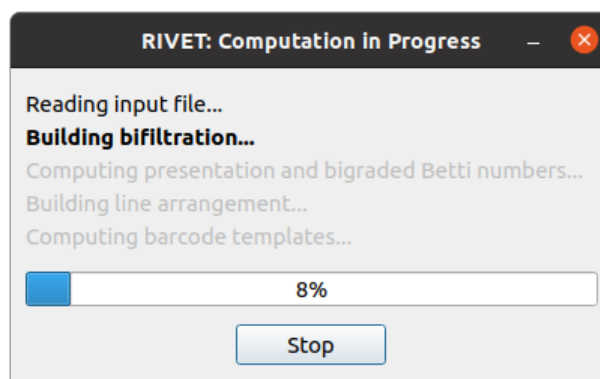 RIVET: Computation in Progress
Reading input file...
Building bifiltration...
Computing presentation and bigraded Betti numbers...
Building line arrangement...
Computing barcode templates...
8%
Stop